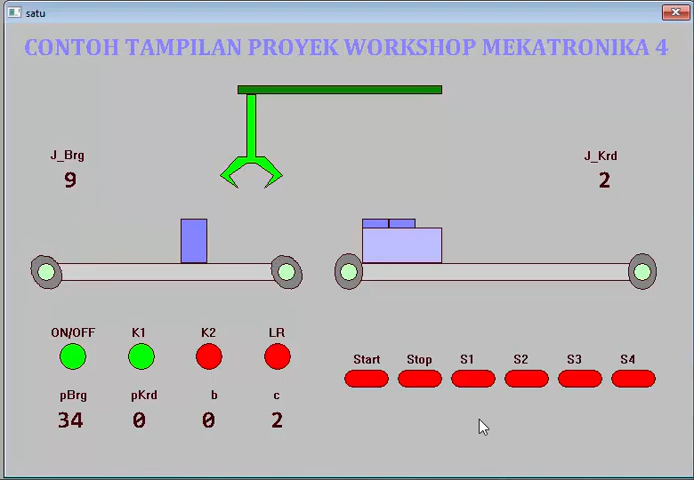 satu
CONTOH TAMPILAN PROYEK WORKSHOP MEKATRONIKA 4
J_Brg
9
J_Krd
2
ON/OFF K1 K2 LR
Start Stop S1 S2 S3 S4
pBrg pKrd b c
34 0 0 2